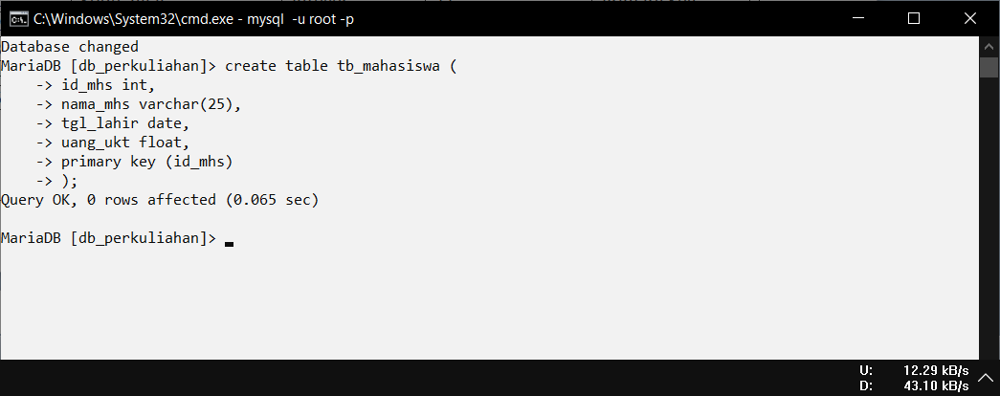 C:\Windows\System32\cmd.exe - mysql  -u root -p
Database changed
MariaDB [db_perkuliahan]> create table tb_mahasiswa (
    -> id_mhs int,
    -> nama_mhs varchar(25),
    -> tgl_lahir date,
    -> uang_ukt float,
    -> primary key (id_mhs)
    -> );
Query OK, 0 rows affected (0.065 sec)
MariaDB [db_perkuliahan]>
U: 12.29 kB/s
D: 43.10 kB/s